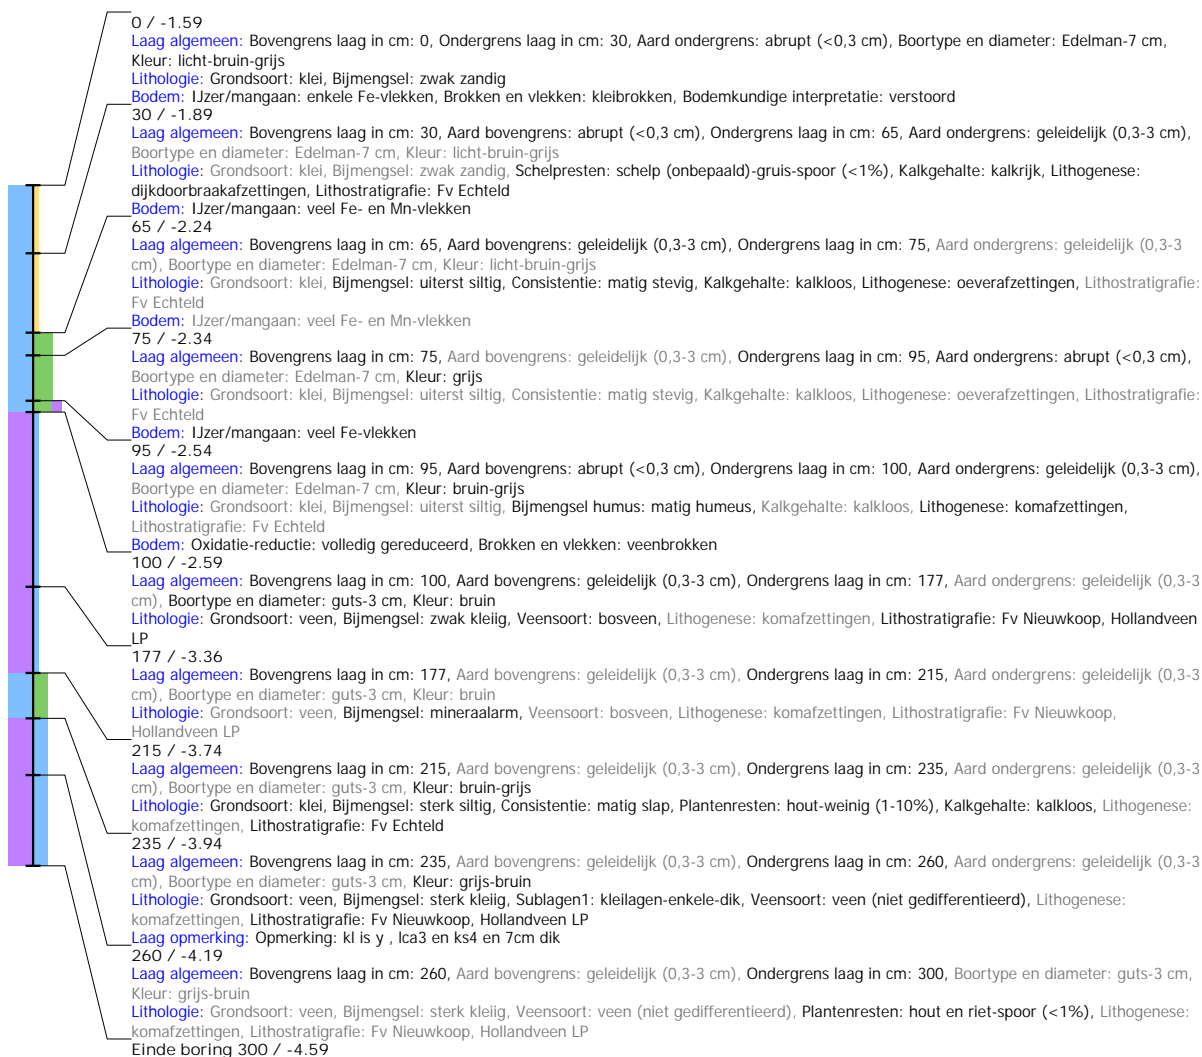 0 / -1.59
Laag algemeen: Bovengrens laag in cm: 0, Ondergrens laag in cm: 30, Aard ondergrens: abrupt (<0,3 cm), Boortype en diameter: Edelman-7 cm,
Kleur: licht-bruin-grijs
Lithologie: Grondsoort: klei, Bijmengsel: zwak zandig
Bodem: IJzer/mangaan: enkele Fe-vlekken, Brokken en vlekken: kleibrokken, Bodemkundige interpretatie: verstoord
30 / -1.89
Laag algemeen: Bovengrens laag in cm: 30, Aard bovengrens: abrupt (<0,3 cm), Ondergrens laag in cm: 65, Aard ondergrens: geleidelijk (0,3-3 cm),
Boortype en diameter: Edelman-7 cm, Kleur: licht-bruin-grijs
Lithologie: Grondsoort: klei, Bijmengsel: zwak zandig, Schelpresten: schelp (onbepaald)-gruis-spoor (<1%), Kalkgehalte: kalkrijk, Lithogenese:
dijkdoorbraakafzettingen, Lithostratigrafie: Fv Echteld
Bodem: IJzer/mangaan: veel Fe- en Mn-vlekken
65 / -2.24
Laag algemeen: Bovengrens laag in cm: 65, Aard bovengrens: geleidelijk (0,3-3 cm), Ondergrens laag in cm: 75, Aard ondergrens: geleidelijk (0,3-3
cm), Boortype en diameter: Edelman-7 cm, Kleur: licht-bruin-grijs
Lithologie: Grondsoort: klei, Bijmengsel: uiterst siltig, Consistentie: matig stevig, Kalkgehalte: kalkloos, Lithogenese: oeverafzettingen, Lithostratigrafie:
Fv Echteld
Bodem: IJzer/mangaan: veel Fe- en Mn-vlekken
75 / -2.34
Laag algemeen: Bovengrens laag in cm: 75, Aard bovengrens: geleidelijk (0,3-3 cm), Ondergrens laag in cm: 95, Aard ondergrens: abrupt (<0,3 cm),
Boortype en diameter: Edelman-7 cm, Kleur: grijs
Lithologie: Grondsoort: klei, Bijmengsel: uiterst siltig, Consistentie: matig stevig, Kalkgehalte: kalkloos, Lithogenese: oeverafzettingen, Lithostratigrafie:
Fv Echteld
Bodem: IJzer/mangaan: veel Fe-vlekken
95 / -2.54
Laag algemeen: Bovengrens laag in cm: 95, Aard bovengrens: abrupt (<0,3 cm), Ondergrens laag in cm: 100, Aard ondergrens: geleidelijk (0,3-3 cm),
Boortype en diameter: Edelman-7 cm, Kleur: bruin-grijs
Lithologie: Grondsoort: klei, Bijmengsel: uiterst siltig, Bijmengsel humus: matig humeus, Kalkgehalte: kalkloos, Lithogenese: komafzettingen,
Lithostratigrafie: Fv Echteld
Bodem: Oxidatie-reductie: volledig gereduceerd, Brokken en vlekken: veenbrokken
100 / -2.59
Laag algemeen: Bovengrens laag in cm: 100, Aard bovengrens: geleidelijk (0,3-3 cm), Ondergrens laag in cm: 177, Aard ondergrens: geleidelijk (0,3-3
cm), Boortype en diameter: guts-3 cm, Kleur: bruin
Lithologie: Grondsoort: veen, Bijmengsel: zwak kleiig, Veensoort: bosveen, Lithogenese: komafzettingen, Lithostratigrafie: Fv Nieuwkoop, Hollandveen
LP
177 / -3.36
Laag algemeen: Bovengrens laag in cm: 177, Aard bovengrens: geleidelijk (0,3-3 cm), Ondergrens laag in cm: 215, Aard ondergrens: geleidelijk (0,3-3
cm), Boortype en diameter: guts-3 cm, Kleur: bruin
Lithologie: Grondsoort: veen, Bijmengsel: mineraalarm, Veensoort: bosveen, Lithogenese: komafzettingen, Lithostratigrafie: Fv Nieuwkoop,
Hollandveen LP
215 / -3.74
Laag algemeen: Bovengrens laag in cm: 215, Aard bovengrens: geleidelijk (0,3-3 cm), Ondergrens laag in cm: 235, Aard ondergrens: geleidelijk (0,3-3
cm), Boortype en diameter: guts-3 cm, Kleur: bruin-grijs
Lithologie: Grondsoort: klei, Bijmengsel: sterk siltig, Consistentie: matig slap, Plantenresten: hout-weinig (1-10%), Kalkgehalte: kalkloos, Lithogenese:
komafzettingen, Lithostratigrafie: Fv Echteld
235 / -3.94
Laag algemeen: Bovengrens laag in cm: 235, Aard bovengrens: geleidelijk (0,3-3 cm), Ondergrens laag in cm: 260, Aard ondergrens: geleidelijk (0,3-3
cm), Boortype en diameter: guts-3 cm, Kleur: grijs-bruin
Lithologie: Grondsoort: veen, Bijmengsel: sterk kleiig, Sublagen1: kleilagen-enkele-dik, Veensoort: veen (niet gedifferentieerd), Lithogenese:
komafzettingen, Lithostratigrafie: Fv Nieuwkoop, Hollandveen LP
Laag opmerking: Opmerking: kl is y , lca3 en ks4 en 7cm dik
260 / -4.19
Laag algemeen: Bovengrens laag in cm: 260, Aard bovengrens: geleidelijk (0,3-3 cm), Ondergrens laag in cm: 300, Boortype en diameter: guts-3 cm,
Kleur: grijs-bruin
Lithologie: Grondsoort: veen, Bijmengsel: sterk kleiig, Veensoort: veen (niet gedifferentieerd), Plantenresten: hout en riet-spoor (<1%), Lithogenese:
komafzettingen, Lithostratigrafie: Fv Nieuwkoop, Hollandveen LP
Einde boring 300 / -4.59